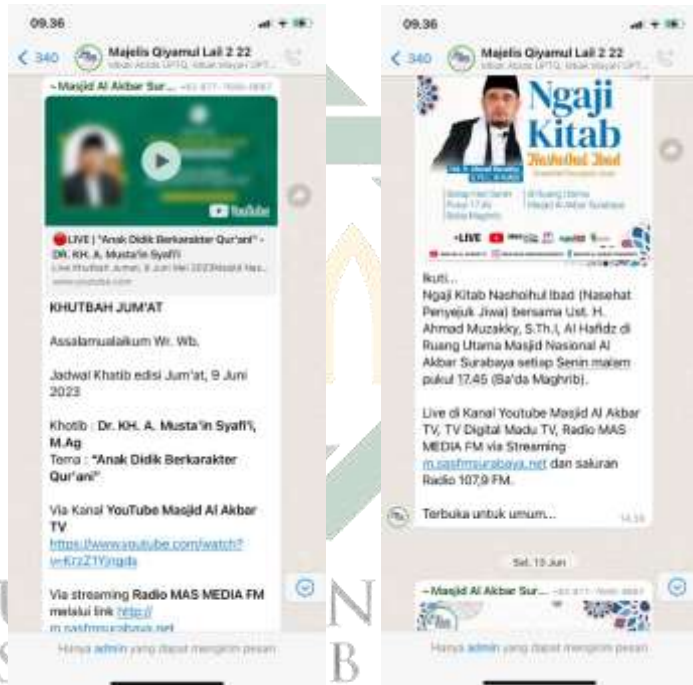 09.36
340 Majelis Qiyamul Lail 2 22
~ Masjid Al Akbar Sur...
YouTube
LIVE | "Anak Didik Berkarakter Qur'ani" -
DR. KH. A. Musta'in Syafi'i
www.youtube.com
KHUTBAH JUM'AT
Assalamualaikum Wr. Wb.
Jadwal Khatib edisi Jum'at, 9 Juni
2023
Khotib : Dr. KH. A. Musta'in Syafi'i,
M.Ag
Tema : "Anak Didik Berkarakter
Qur'ani"
Via Kanal YouTube Masjid Al Akbar
TV
https://www.youtube.com/watch?
Via streaming Radio MAS MEDIA FM
melalui link http://
m.sasfmsurabaya.net
Hanya admin yang dapat mengirim pesan
09.36
340 Majelis Qiyamul Lail 2 22
Ngaji
Kitab
Nashoihul Ibad
LIVE
Ikuti...
Ngaji Kitab Nashoihul Ibad (Nasehat
Penyejuk Jiwa) bersama Ust. H.
Ahmad Muzakky, S.Th.I, Al Hafidz di
Ruang Utama Masjid Nasional Al
Akbar Surabaya setiap Senin malam
pukul 17.45 (Ba'da Maghrib).
Live di Kanal Youtube Masjid Al Akbar
TV, TV Digital Madu TV, Radio MAS
MEDIA FM via Streaming
m.sasfmsurabaya.net dan saluran
Radio 107,9 FM.
Terbuka untuk umum...
Sel, 13 Jun
~ Masjid Al Akbar Sur...
Hanya admin yang dapat mengirim pesan
N
B